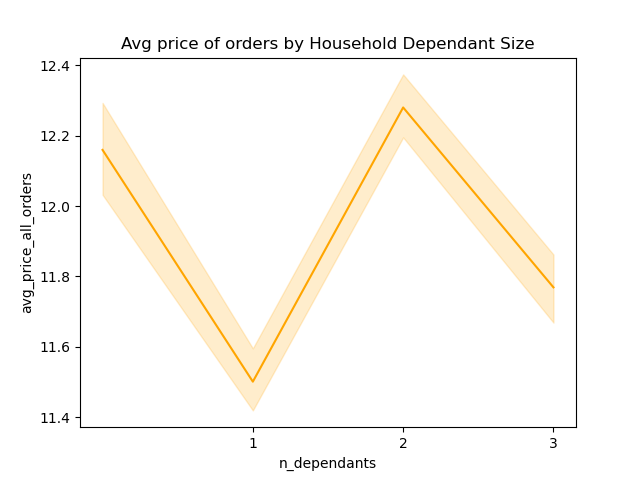 Avg price of orders by Household Dependant Size
12.4
12.2
12.0
11.8
11.6
11.4
avg_price_all_orders
1 2 3
n_dependants